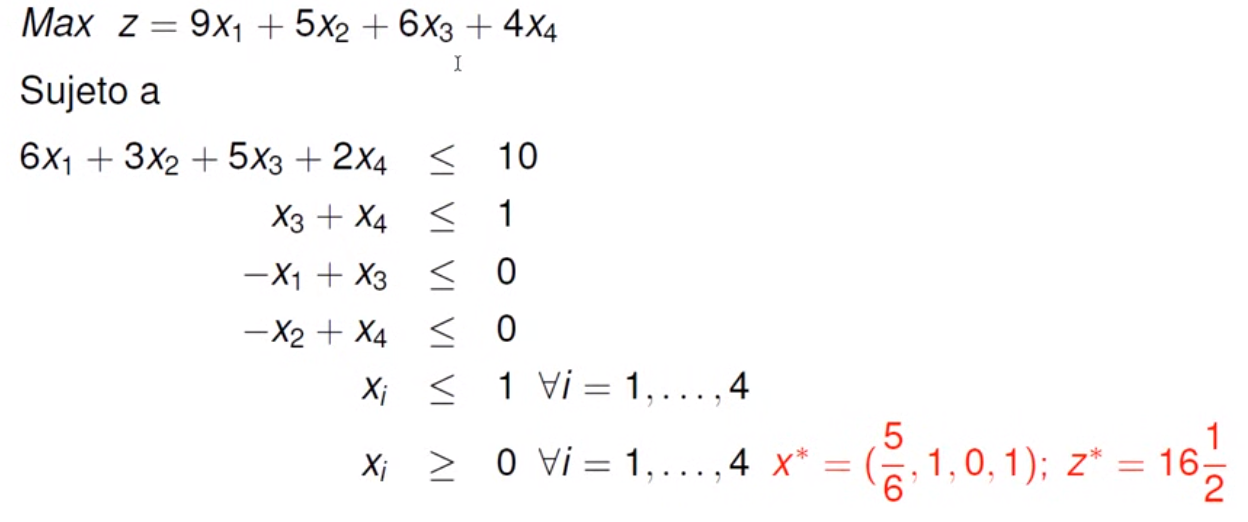 Max z = 9x₁ + 5x₂ + 6x₃ + 4x₄
Sujeto a
6x₁ + 3x₂ + 5x₃ + 2x₄ ≤ 10
x₃ + x₄ ≤ 1
−x₁ + x₃ ≤ 0
−x₂ + x₄ ≤ 0
xᵢ ≤ 1 ∀i = 1, . . . , 4
xᵢ ≥ 0 ∀i = 1, . . . , 4 x* = (5/6, 1, 0, 1); z* = 16 1/2